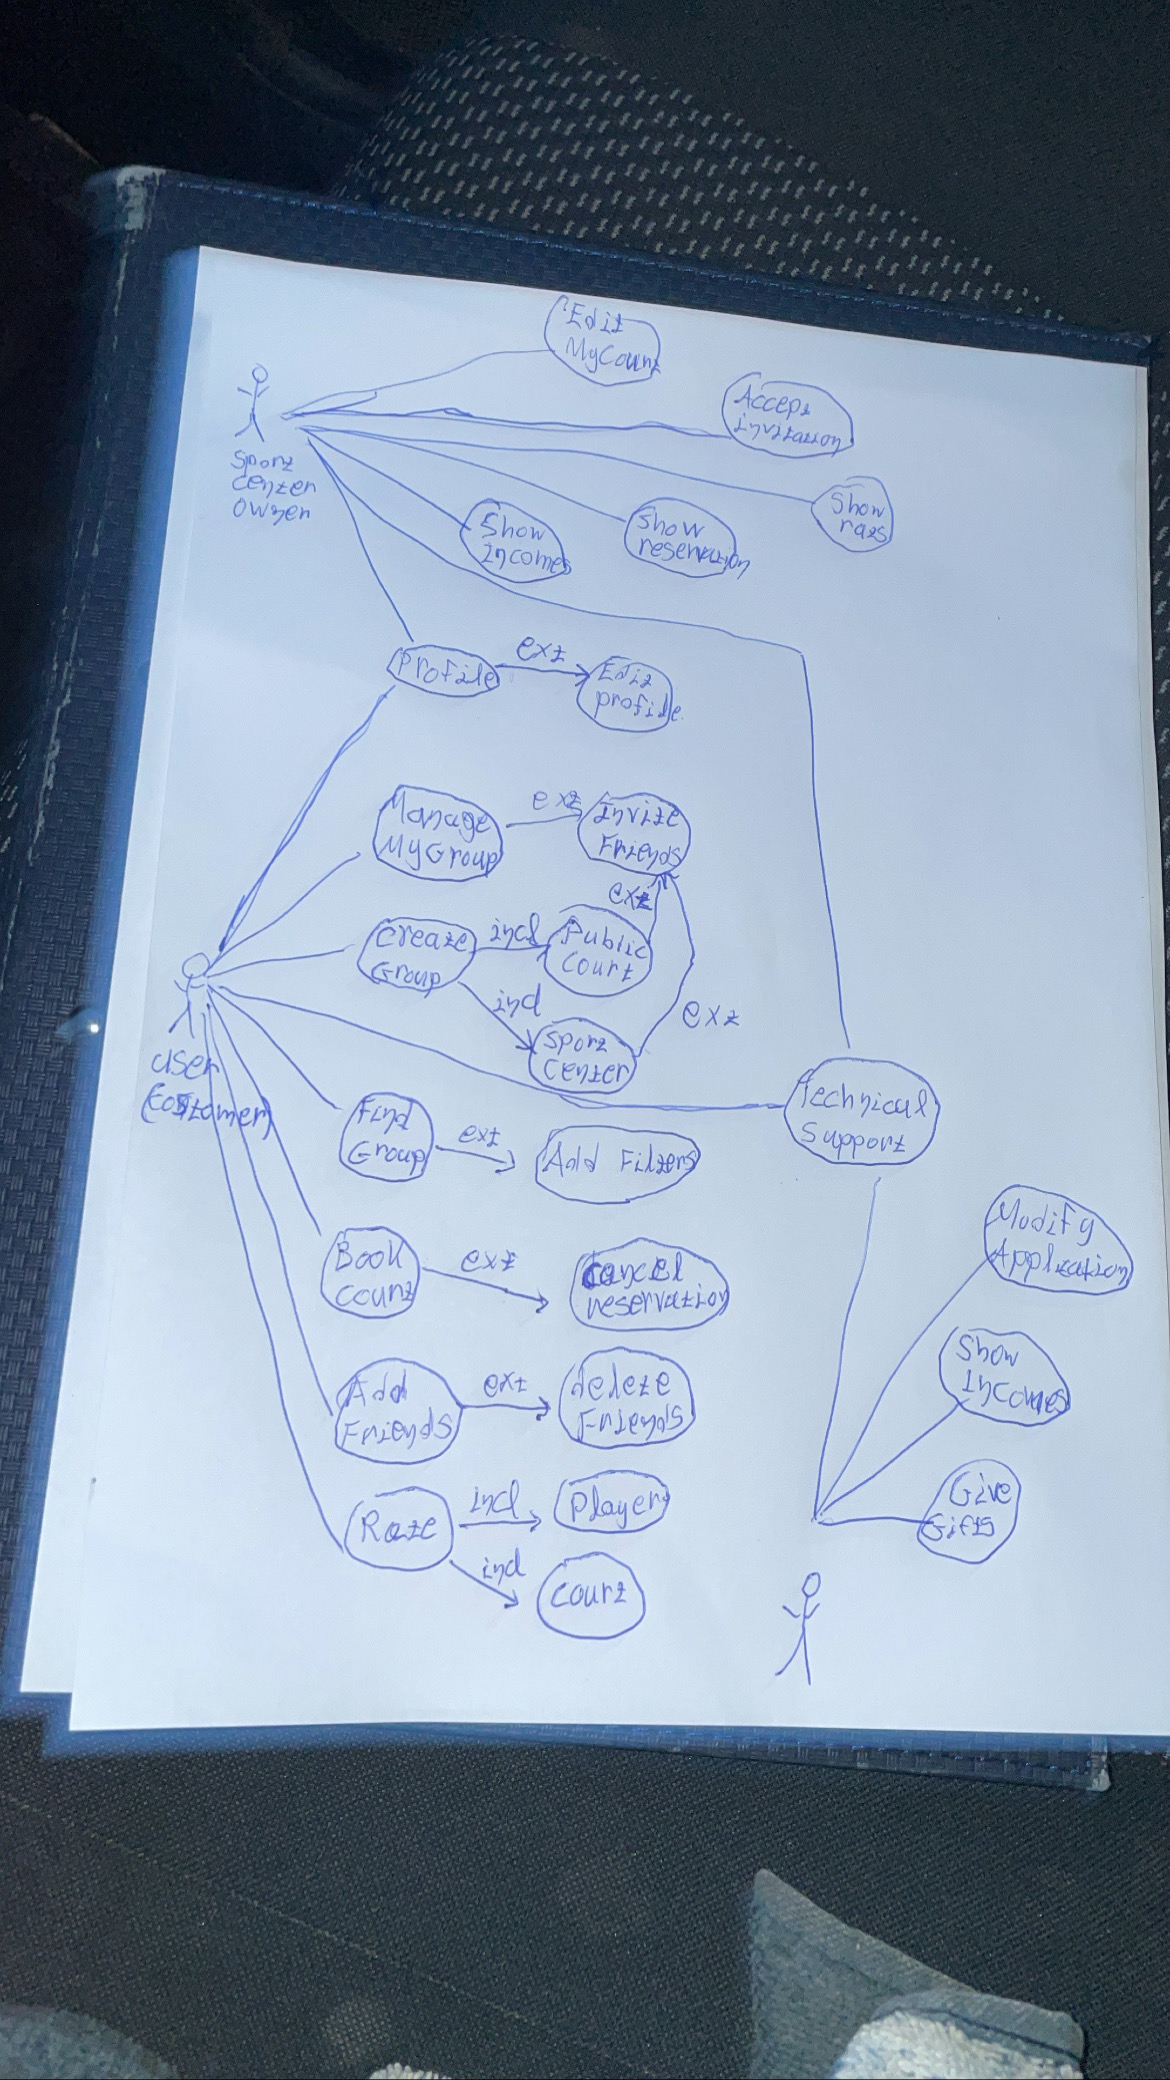 Edit
MyCourt
Accept
invitation
Sport
Center
owner
Show
rats
Show
incomes
Show
reservation
Profile
ext
Edit
profile
Manage
MyGroup
ext
Invite
Friends
ext
Create
Group
incl
Public
Court
incl
Sport
Center
ext
User
(Costomer)
Technical
Support
Find
Group
ext
Add Filters
Modify
Application
Book
court
ext
Cancel
reservation
Show
Incomes
Add
Friends
ext
delete
Friends
Give
Gifts
Rate
incl
Player
incl
Court